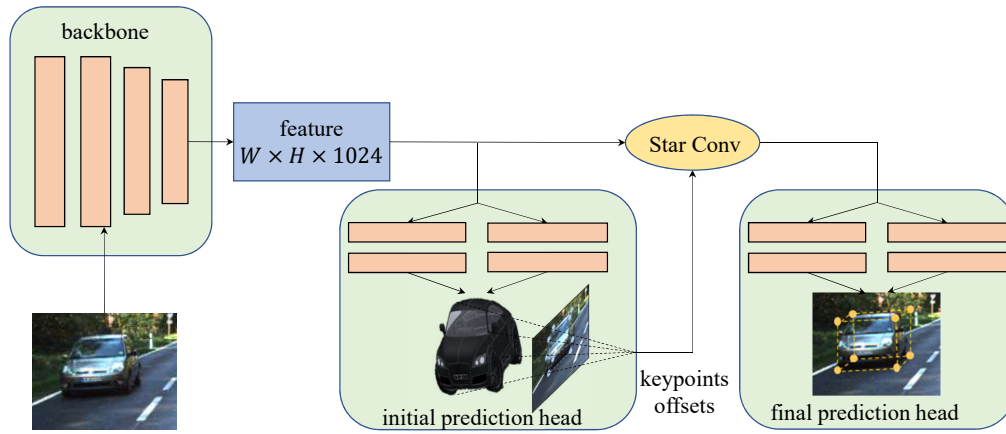 backbone
feature
W × H × 1024
Star Conv
keypoints
offsets
initial prediction head
final prediction head